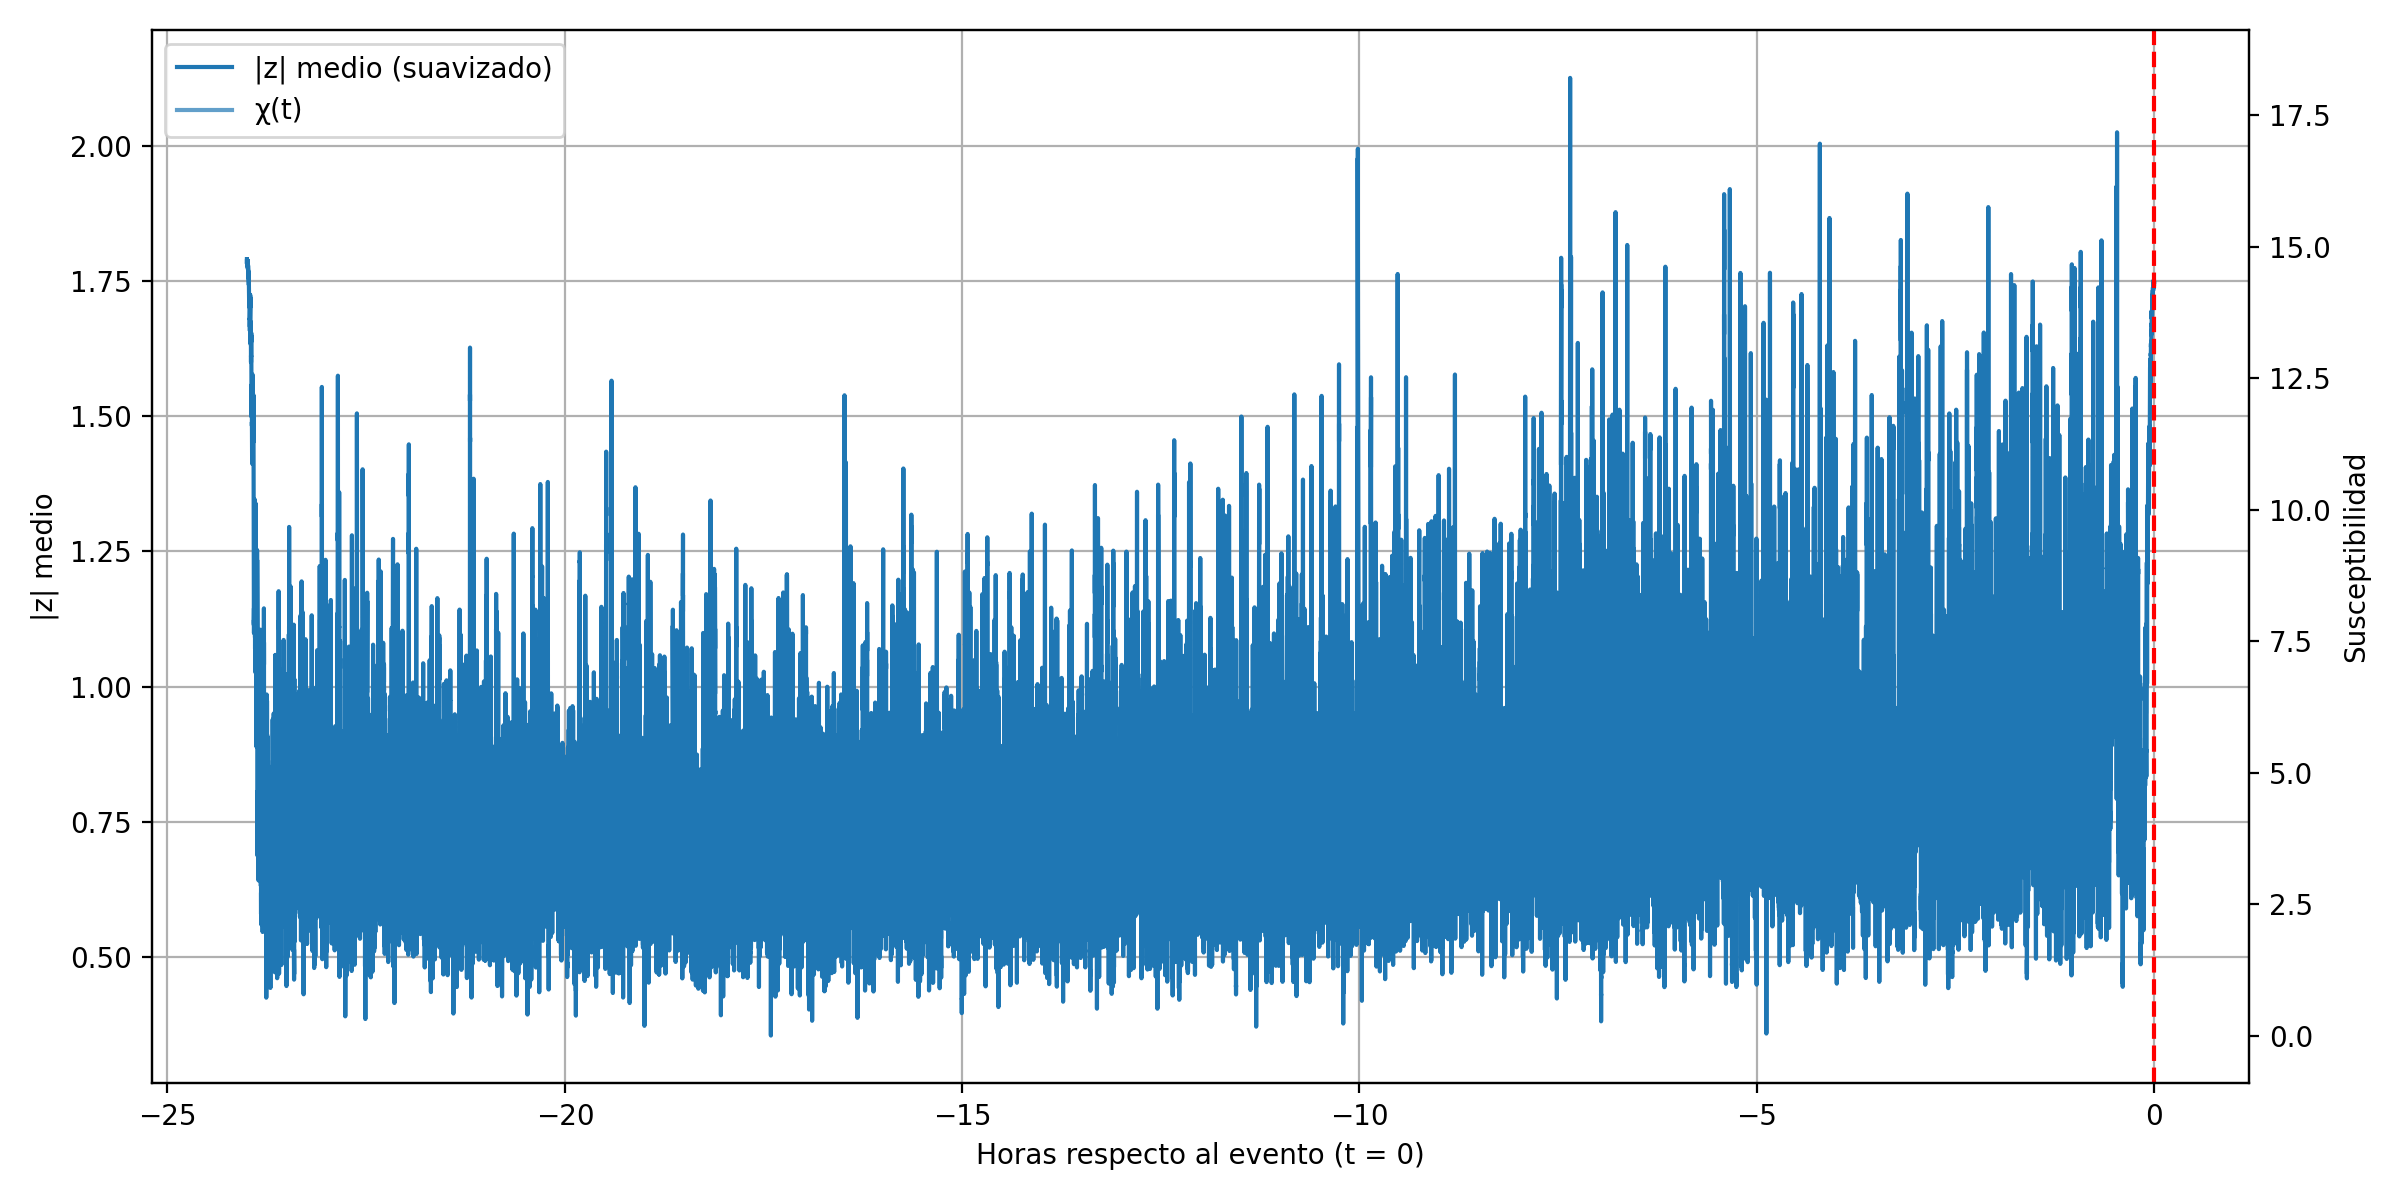 |z| medio (suavizado)
χ(t)
2.00
1.75
1.50
1.25
1.00
0.75
0.50
|z| medio
17.5
15.0
12.5
10.0
7.5
5.0
2.5
0.0
Susceptibilidad
−25 −20 −15 −10 −5 0
Horas respecto al evento (t = 0)